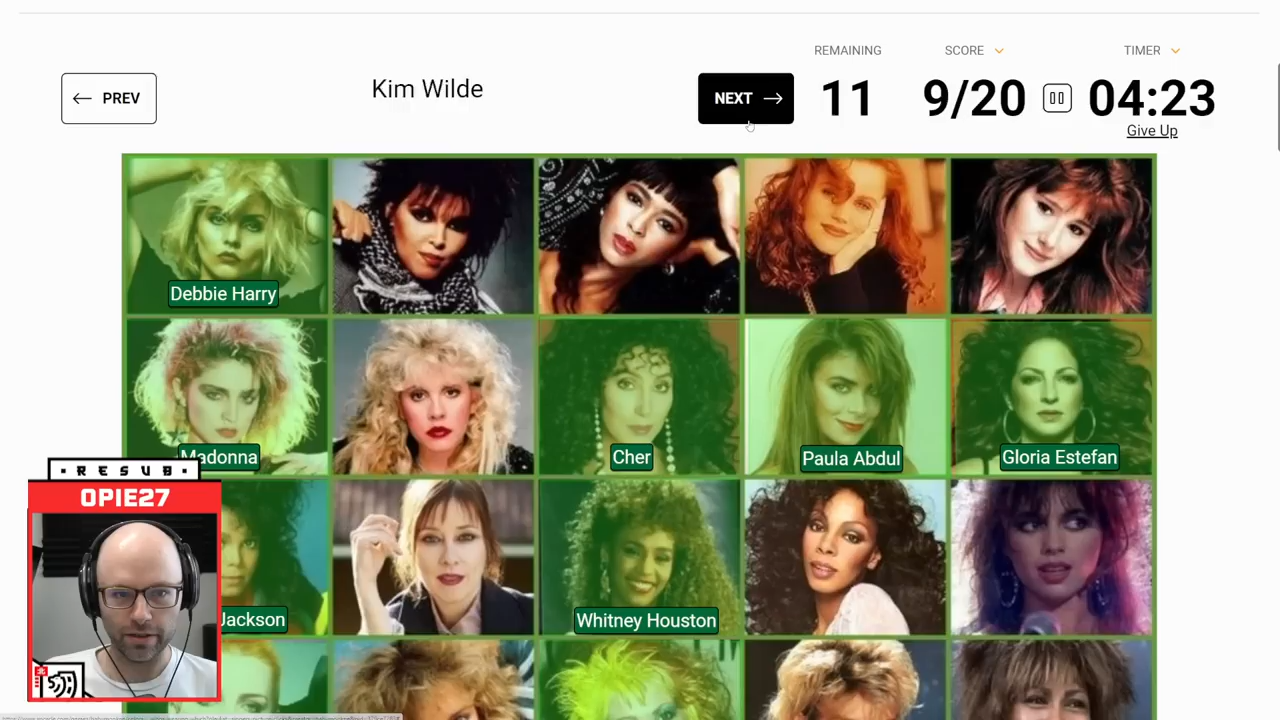 REMAINING
SCORE
TIMER
← PREV
Kim Wilde
NEXT →
11
9/20
04:23
Give Up
Debbie Harry
Madonna
Cher
Paula Abdul
Gloria Estefan
RESUB
OPIE27
Jackson
Whitney Houston